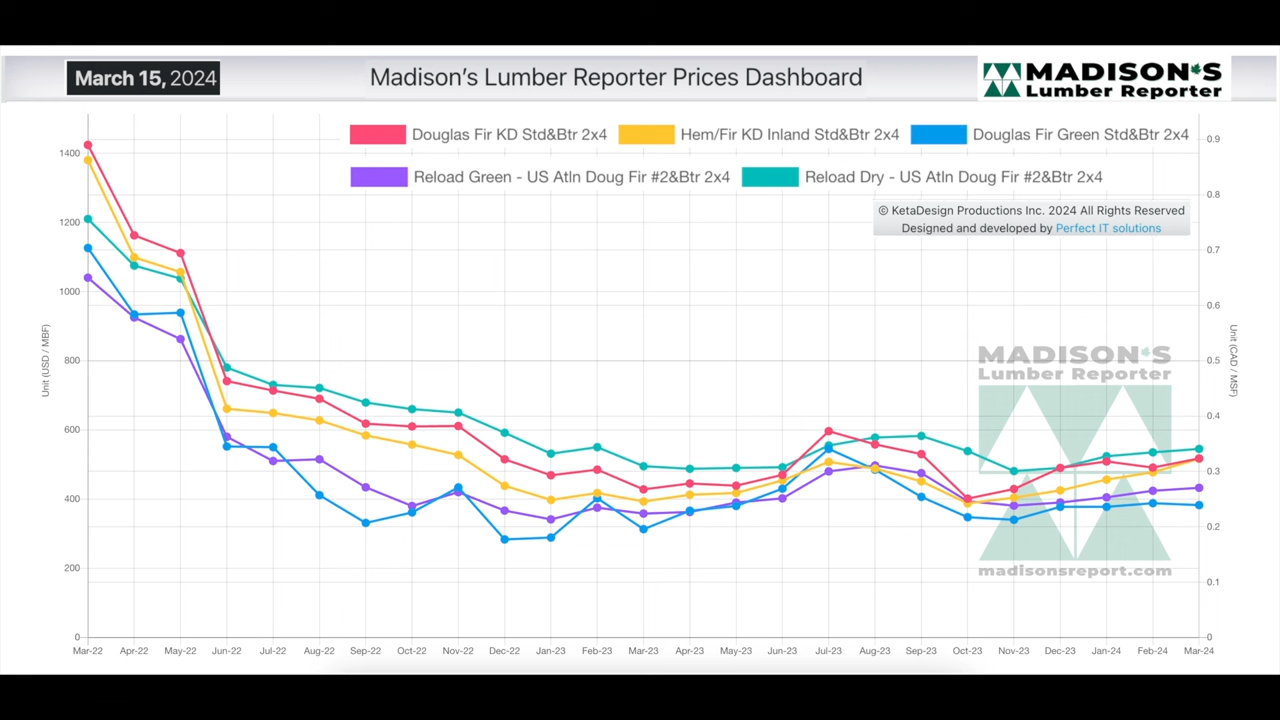 March 15, 2024
Madison's Lumber Reporter Prices Dashboard
MADISON'S
Lumber Reporter
Douglas Fir KD Std&Btr 2x4
Hem/Fir KD Inland Std&Btr 2x4
Douglas Fir Green Std&Btr 2x4
Reload Green - US Atln Doug Fir #2&Btr 2x4
Reload Dry - US Atln Doug Fir #2&Btr 2x4
© KetaDesign Productions Inc. 2024 All Rights Reserved
Designed and developed by Perfect IT solutions
Unit (USD / MBF)
1400
1200
1000
800
600
400
200
0
0.9
0.8
0.7
0.6
0.5
0.4
0.3
0.2
0.1
0
Unit (CAD / MSF)
MADISON'S
Lumber Reporter
madisonsreport.com
Mar-22 Apr-22 May-22 Jun-22 Jul-22 Aug-22 Sep-22 Oct-22 Nov-22 Dec-22 Jan-23 Feb-23 Mar-23 Apr-23 May-23 Jun-23 Jul-23 Aug-23 Sep-23 Oct-23 Nov-23 Dec-23 Jan-24 Feb-24 Mar-24